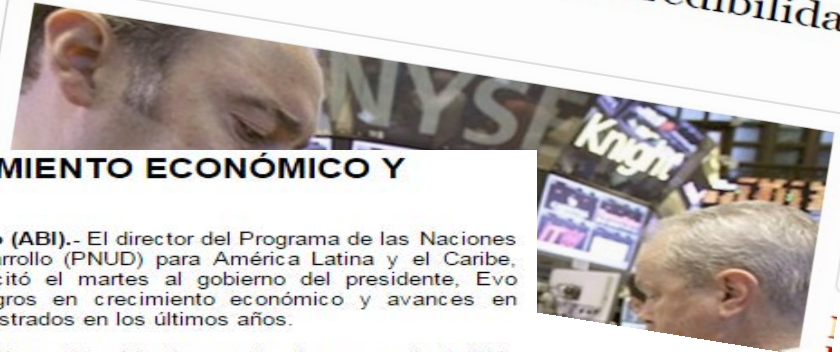 NYSE
Knight
MIENTO ECONÓMICO Y
(ABI).- El director del Programa de las Naciones
rrollo (PNUD) para América Latina y el Caribe,
citó el martes al gobierno del presidente, Evo
gros en crecimiento económico y avances en
strados en los últimos años.